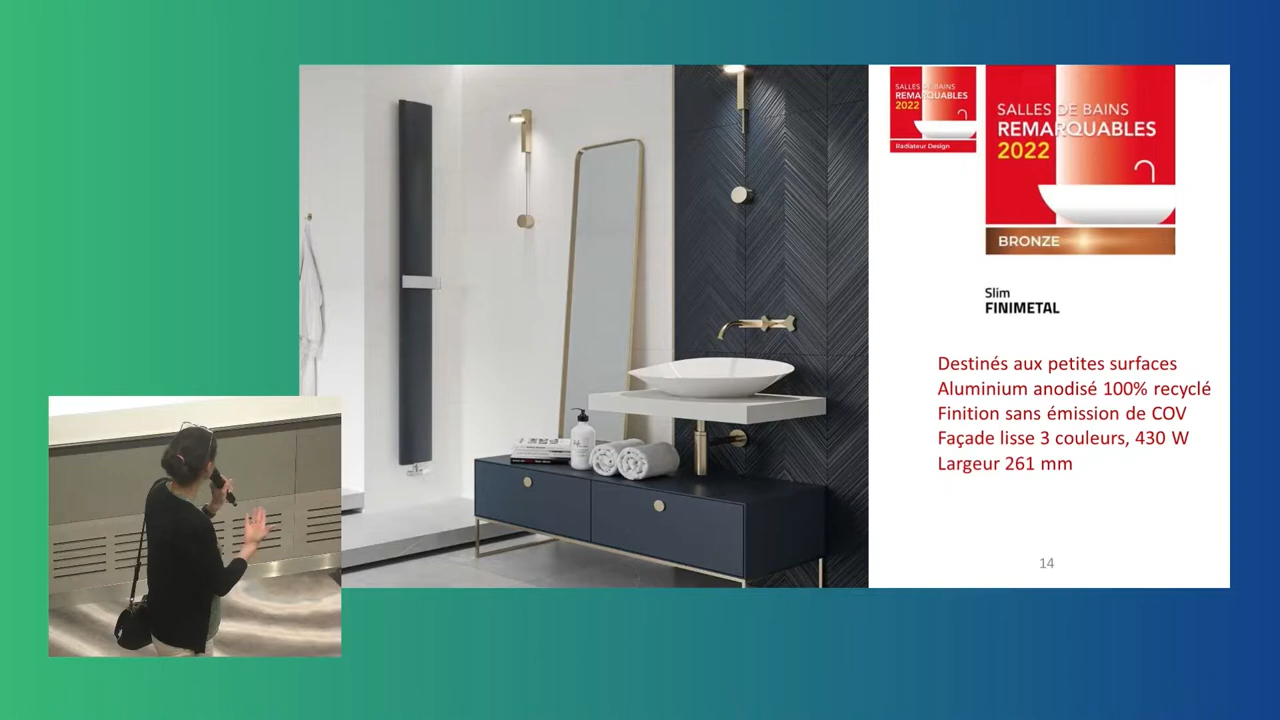 SALLES DE BAINS
REMARQUABLES
2022
Radiateur Design
SALLES DE BAINS
REMARQUABLES
2022
BRONZE
Slim
FINIMETAL
Destinés aux petites surfaces
Aluminium anodisé 100% recyclé
Finition sans émission de COV
Façade lisse 3 couleurs, 430 W
Largeur 261 mm
14